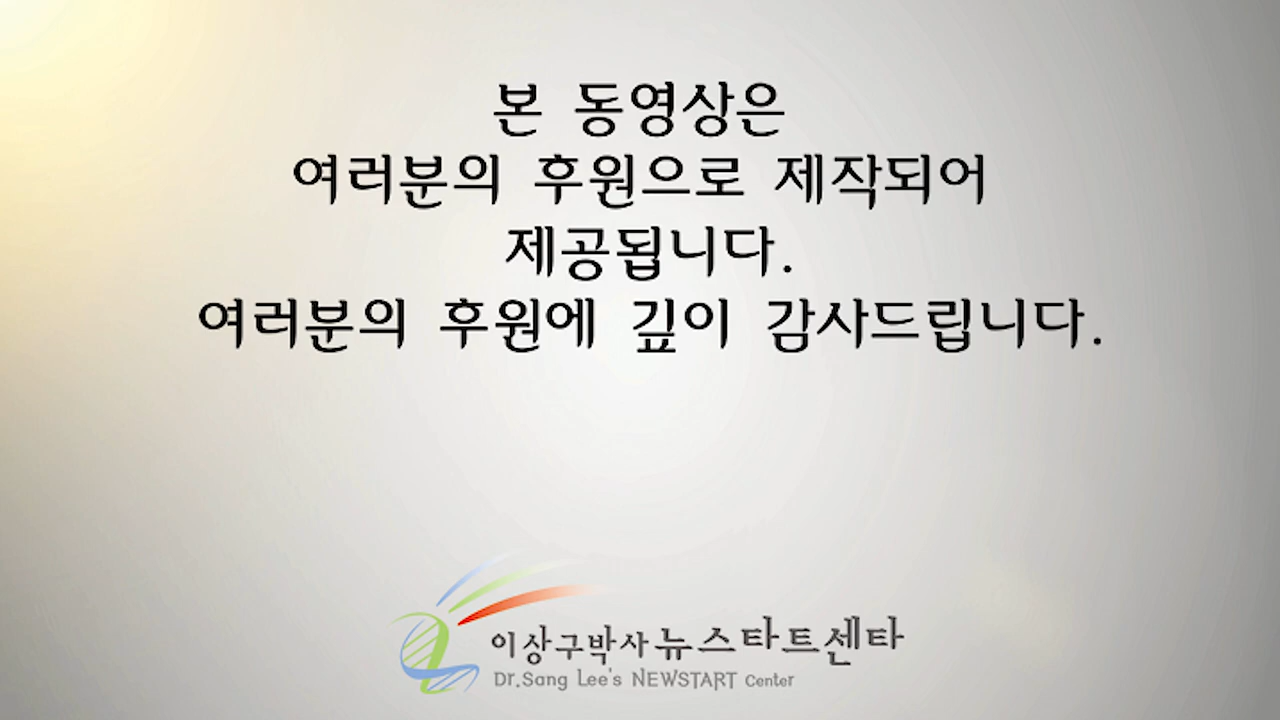 본 동영상은
여러분의 후원으로 제작되어
제공됩니다.
여러분의 후원에 깊이 감사드립니다.
이상구박사 뉴스타트센타
Dr.Sang Lee's NEWSTART Center